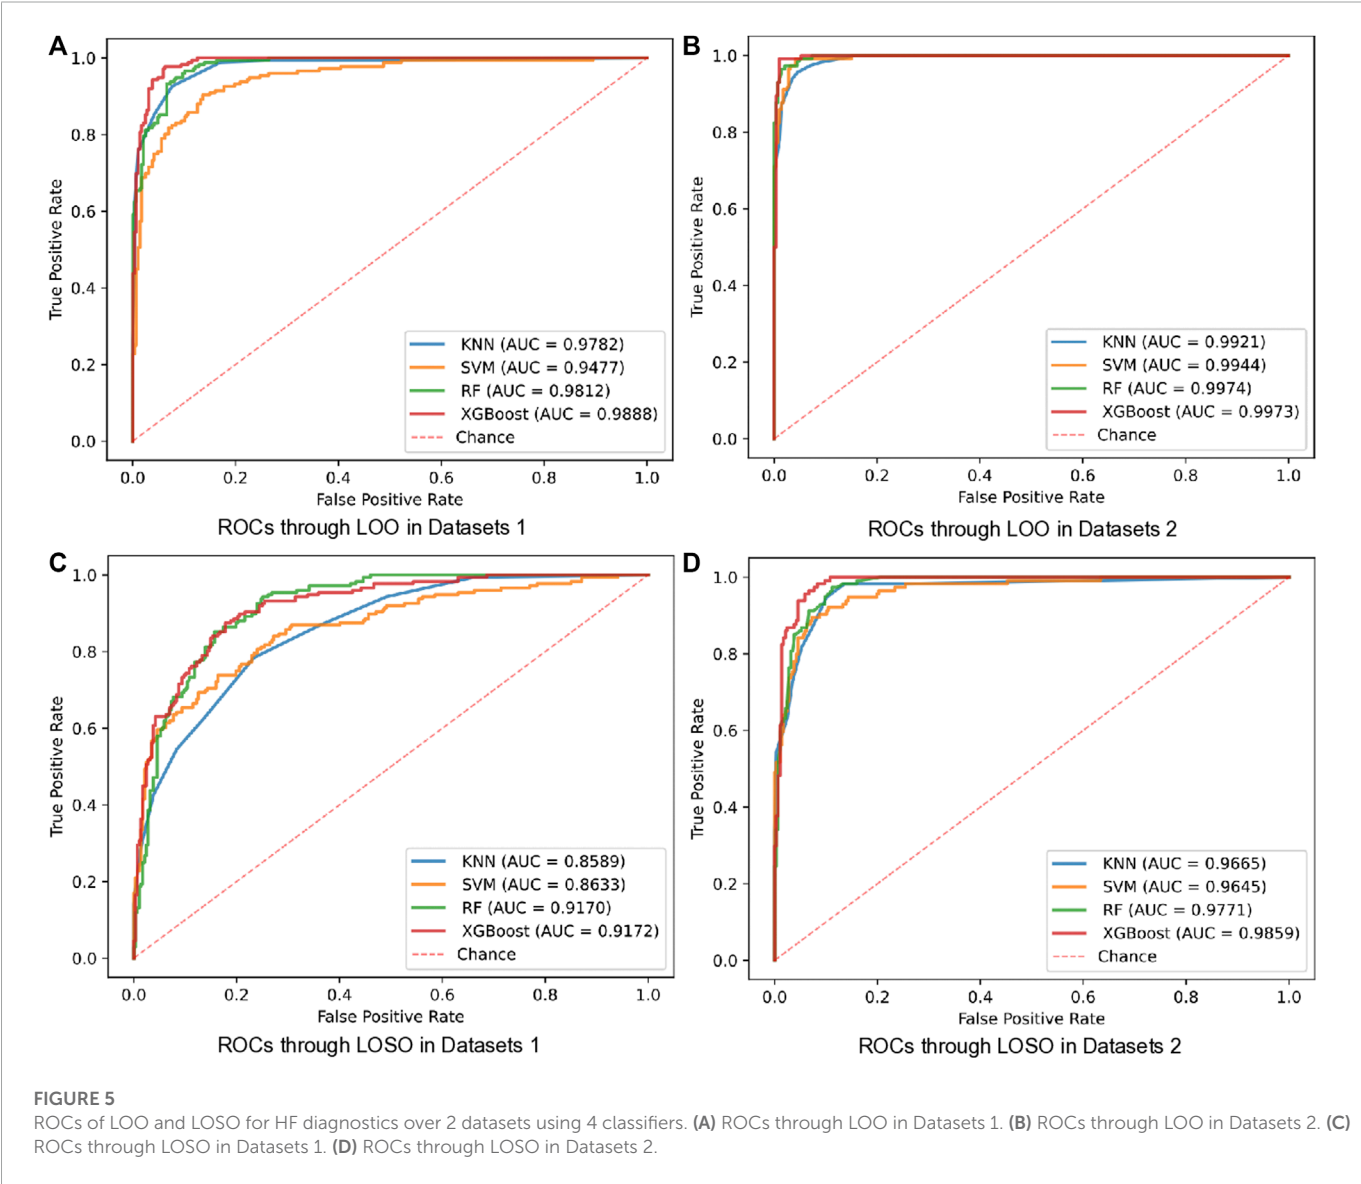 A
1.0
0.8
0.6
0.4
0.2
0.0
True Positive Rate
KNN (AUC = 0.9782)
SVM (AUC = 0.9477)
RF (AUC = 0.9812)
XGBoost (AUC = 0.9888)
Chance
0.0 0.2 0.4 0.6 0.8 1.0
False Positive Rate
ROCs through LOO in Datasets 1
B
1.0
0.8
0.6
0.4
0.2
0.0
True Positive Rate
KNN (AUC = 0.9921)
SVM (AUC = 0.9944)
RF (AUC = 0.9974)
XGBoost (AUC = 0.9973)
Chance
0.0 0.2 0.4 0.6 0.8 1.0
False Positive Rate
ROCs through LOO in Datasets 2
C
1.0
0.8
0.6
0.4
0.2
0.0
True Positive Rate
KNN (AUC = 0.8589)
SVM (AUC = 0.8633)
RF (AUC = 0.9170)
XGBoost (AUC = 0.9172)
Chance
0.0 0.2 0.4 0.6 0.8 1.0
False Positive Rate
ROCs through LOSO in Datasets 1
D
1.0
0.8
0.6
0.4
0.2
0.0
True Positive Rate
KNN (AUC = 0.9665)
SVM (AUC = 0.9645)
RF (AUC = 0.9771)
XGBoost (AUC = 0.9859)
Chance
0.0 0.2 0.4 0.6 0.8 1.0
False Positive Rate
ROCs through LOSO in Datasets 2
FIGURE 5
ROCs of LOO and LOSO for HF diagnostics over 2 datasets using 4 classifiers. (A) ROCs through LOO in Datasets 1. (B) ROCs through LOO in Datasets 2. (C)
ROCs through LOSO in Datasets 1. (D) ROCs through LOSO in Datasets 2.